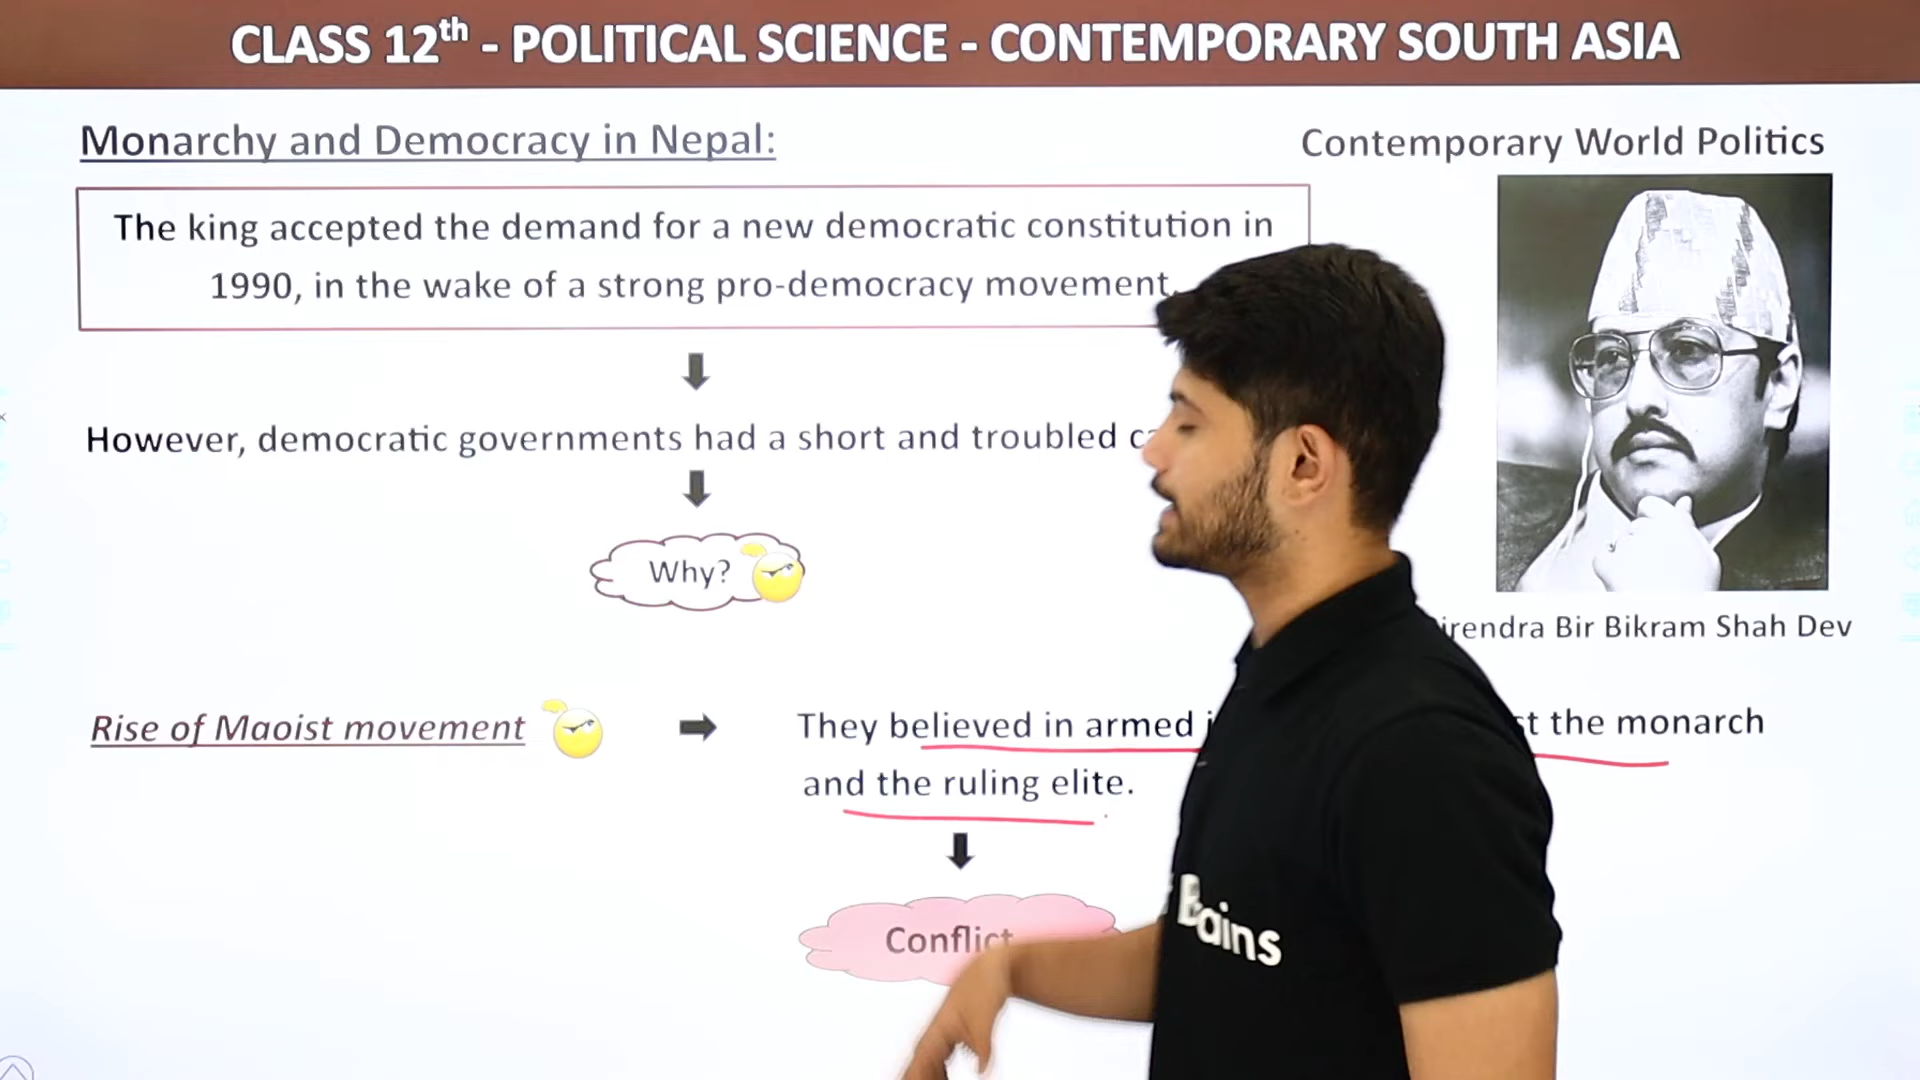 CLASS 12th - POLITICAL SCIENCE - CONTEMPORARY SOUTH ASIA
Monarchy and Democracy in Nepal:
Contemporary World Politics
The king accepted the demand for a new democratic constitution in
1990, in the wake of a strong pro-democracy movement.
However, democratic governments had a short and troubled
Why?
Bir Bikram Shah Dev
Rise of Maoist movement
They believed in armed the monarch
and the ruling elite.
Conflict
Brains